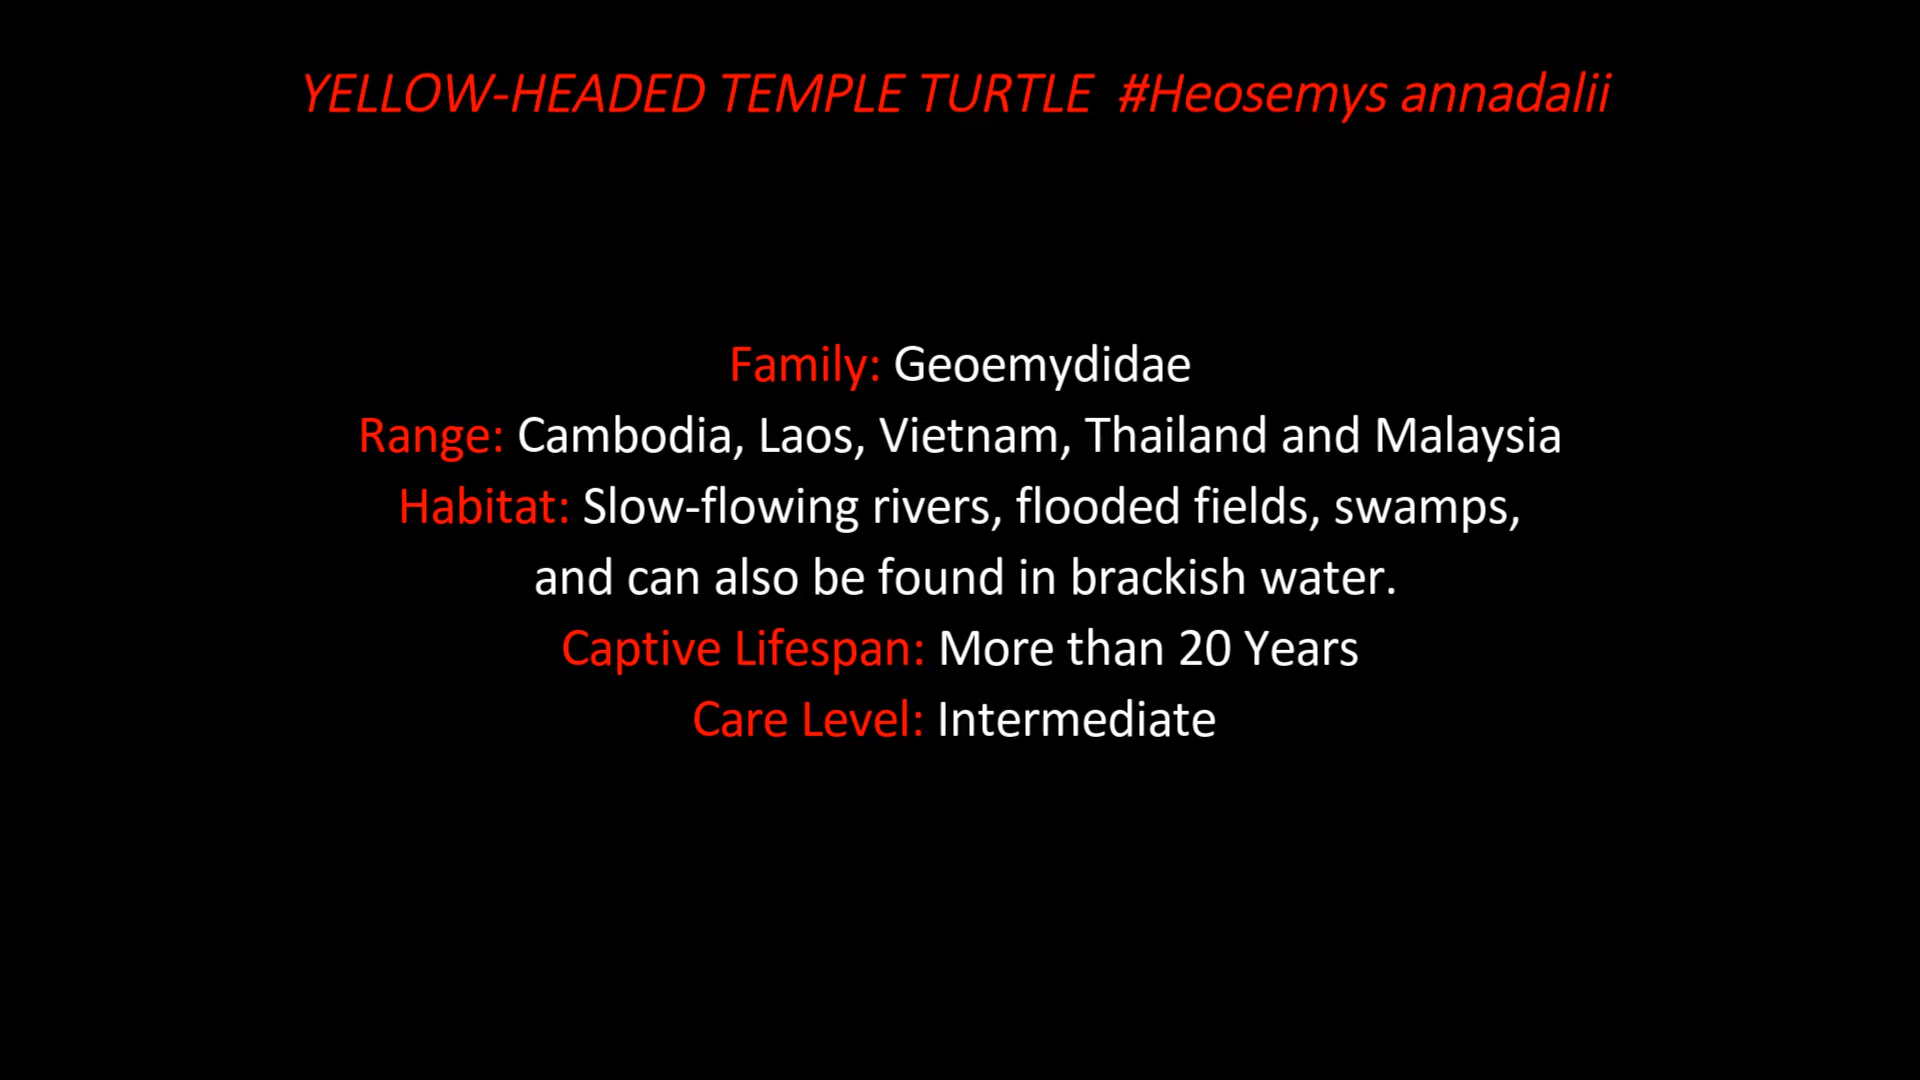 YELLOW-HEADED TEMPLE TURTLE #Heosemys annadalii
Family: Geoemydidae
Range: Cambodia, Laos, Vietnam, Thailand and Malaysia
Habitat: Slow-flowing rivers, flooded fields, swamps,
and can also be found in brackish water.
Captive Lifespan: More than 20 Years
Care Level: Intermediate